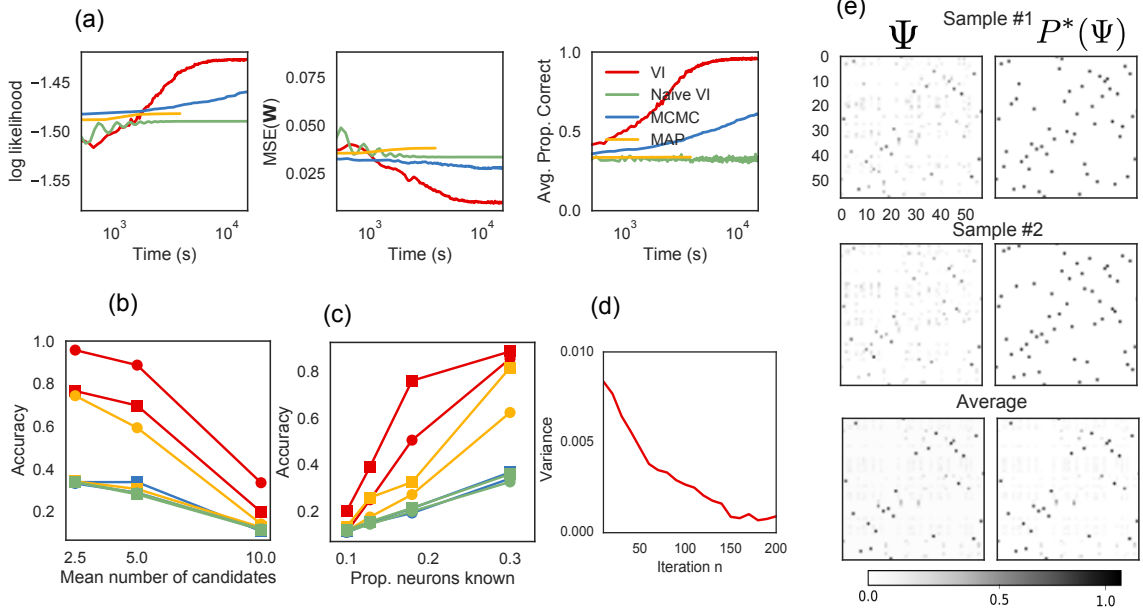 (a)
log likelihood
−1.45
−1.50
−1.55
10³
10⁴
Time (s)
MSE(W)
0.050
0.075
0.025
0.000
10³
10⁴
Time (s)
Avg. Prop. Correct
1.0
0.5
0.0
VI
Naive VI
MCMC
MAP
10³
10⁴
Time (s)
(b)
Accuracy
1.0
0.8
0.6
0.4
0.2
2.5
5.0
10.0
Mean number of candidates
(c)
Accuracy
0.8
0.6
0.4
0.2
0.1
0.2
0.3
Prop. neurons known
(d)
Variance
0.010
0.005
0.000
50
100
150
200
Iteration n
(e)
Sample #1
Ψ
P*(Ψ)
0
10
20
30
40
50
0 10 20 30 40 50
Sample #2
Average
0.0
0.5
1.0